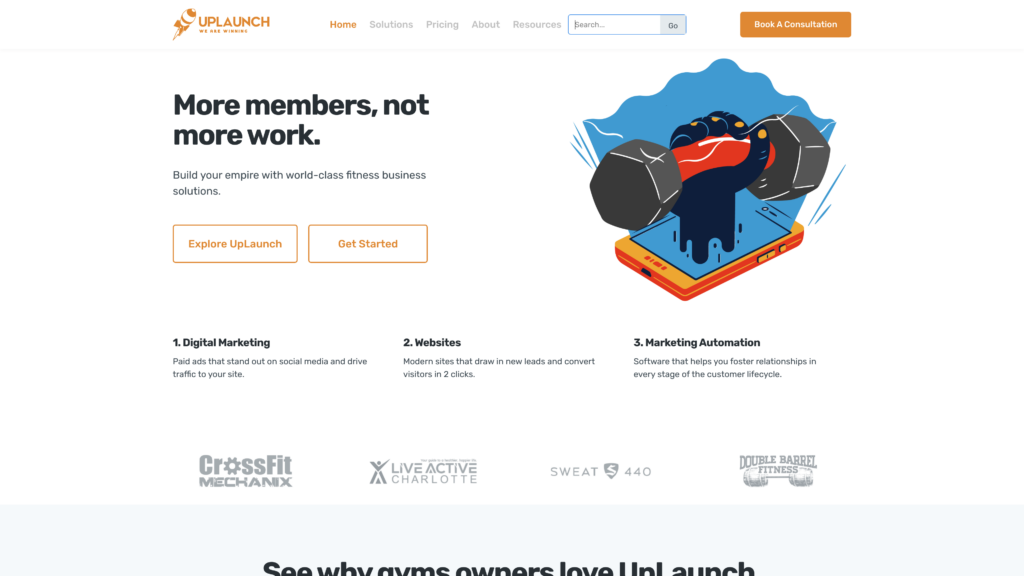 UPLAUNCH
WE ARE WINNING
Home Solutions Pricing About Resources Search... Go
Book A Consultation
More members, not
more work.
Build your empire with world-class fitness business
solutions.
Explore UpLaunch Get Started
1. Digital Marketing
Paid ads that stand out on social media and drive
traffic to your site.
2. Websites
Modern sites that draw in new leads and convert
visitors in 2 clicks.
3. Marketing Automation
Software that helps you foster relationships in
every stage of the customer lifecycle.
CrossFit
MECHANIX
LIVE ACTIVE
CHARLOTTE
SWEAT S 440
DOUBLE BARREL
FITNESS
See why gyms owners love UpLaunch